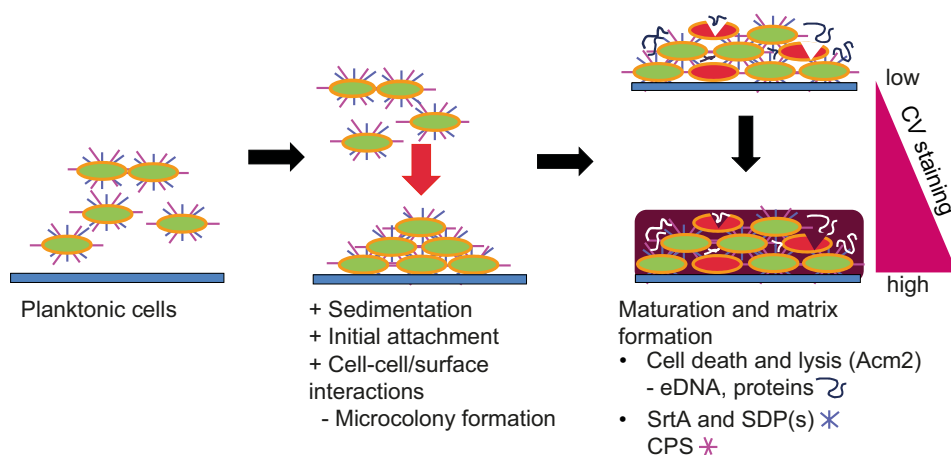 Planktonic cells
+ Sedimentation
+ Initial attachment
+ Cell-cell/surface
interactions
- Microcolony formation
low
CV staining
high
Maturation and matrix
formation
• Cell death and lysis (Acm2)
- eDNA, proteins
• SrtA and SDP(s)
CPS